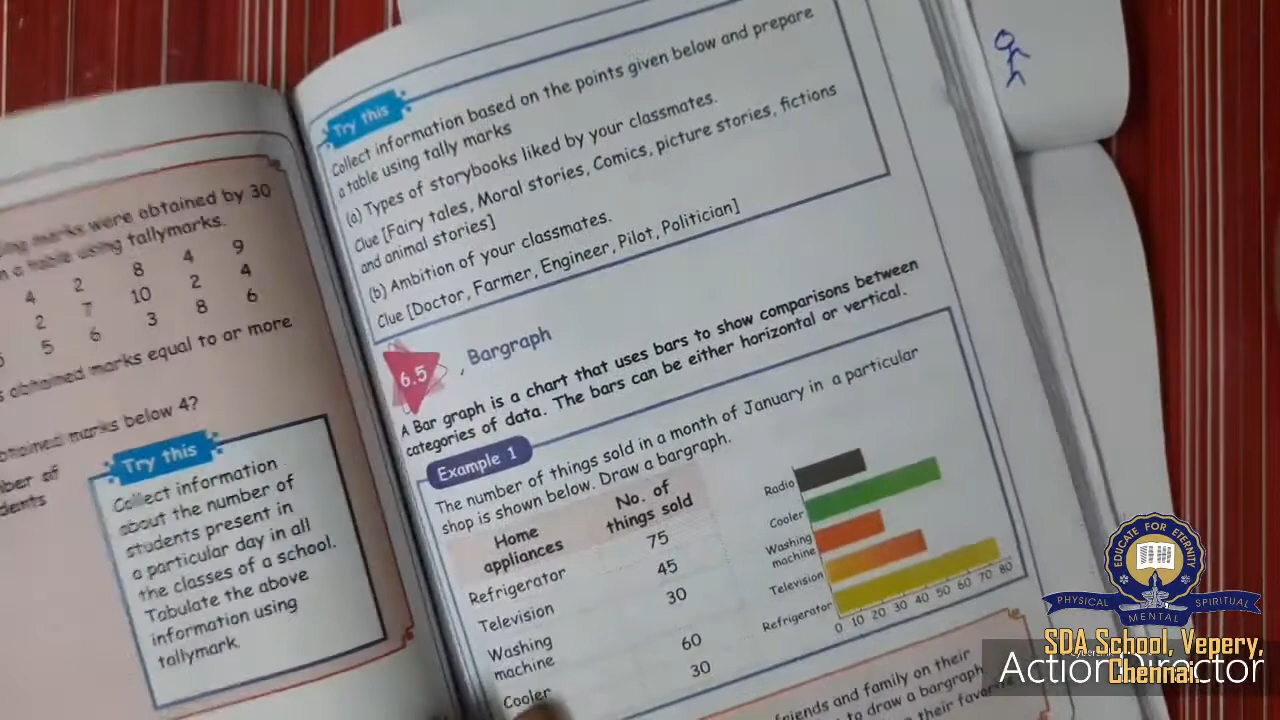 marks were obtained by 30
in a table using tallymarks.
4 2 8 4 9
2 7 10 2 4
5 6 3 8 6
obtained marks equal to or more
obtained marks below 4?
Try this
Collect information
about the number of
students present in
a particular day in all
the classes of a school.
Tabulate the above
information using
tallymark.
Try this
Collect information based on the points given below and prepare
a table using tally marks
(a) Types of storybooks liked by your classmates.
Clue [Fairy tales, Moral stories, Comics, picture stories, fictions
and animal stories]
(b) Ambition of your classmates.
Clue [Doctor, Farmer, Engineer, Pilot, Politician]
6.5 Bargraph
A Bar graph is a chart that uses bars to show comparisons between
categories of data. The bars can be either horizontal or vertical.
Example 1
The number of things sold in a month of January in a particular
shop is shown below. Draw a bargraph.
Home appliances
No. of things sold
Refrigerator 75
Television 45
Washing machine 30
Cooler 60
30
Radio
Cooler
Washing
machine
Television
Refrigerator
0 10 20 30 40 50 60 70 80
friends and family on their
to draw a bargraph
their favor
EDUCATE FOR ETERNITY
PHYSICAL MENTAL SPIRITUAL
SDA School, Vepery,
Chennai.
ActionDirector